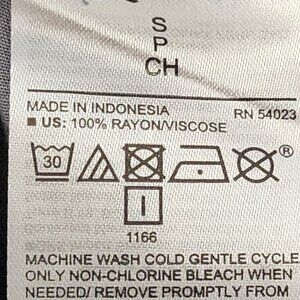 S
P
CH
MADE IN INDONESIA RN 54023
US: 100% RAYON/VISCOSE
30
®
I
1166
MACHINE WASH COLD GENTLE CYCLE
ONLY NON-CHLORINE BLEACH WHEN
NEEDED/ REMOVE PROMPTLY FROM